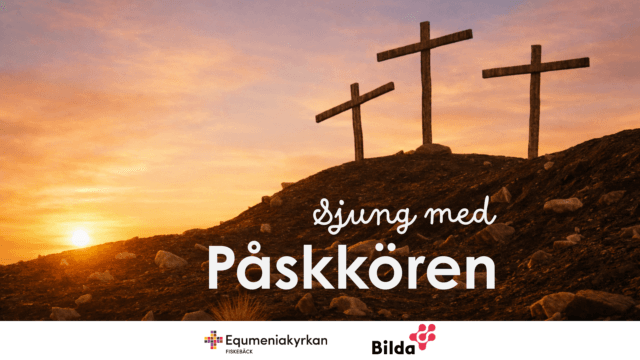 Sjung med
Påskkören
Equmeniakyrkan
FISKEBÄCK
Bilda